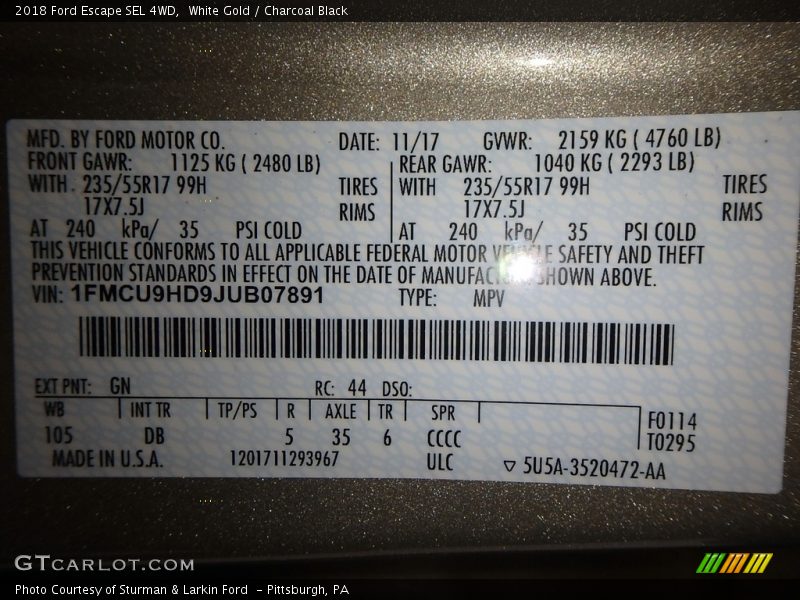 2018 Ford Escape SEL 4WD, White Gold / Charcoal Black
MFD. BY FORD MOTOR CO. DATE: 11/17 GVWR: 2159 KG ( 4760 LB)
FRONT GAWR: 1125 KG ( 2480 LB) REAR GAWR: 1040 KG ( 2293 LB)
WITH 235/55R17 99H TIRES WITH 235/55R17 99H TIRES
17X7.5J RIMS 17X7.5J RIMS
AT 240 kPa/ 35 PSI COLD AT 240 kPa/ 35 PSI COLD
THIS VEHICLE CONFORMS TO ALL APPLICABLE FEDERAL MOTOR VEHICLE SAFETY AND THEFT
PREVENTION STANDARDS IN EFFECT ON THE DATE OF MANUFACTURE SHOWN ABOVE.
VIN: 1FMCU9HD9JUB07891 TYPE: MPV
EXT PNT: GN RC: 44 DSO:
WB INT TR TP/PS R AXLE TR SPR F0114
105 DB 5 35 6 CCCC T0295
MADE IN U.S.A. 1201711293967 ULC ▽ 5U5A-3520472-AA
GTCARLOT.COM
Photo Courtesy of Sturman & Larkin Ford - Pittsburgh, PA